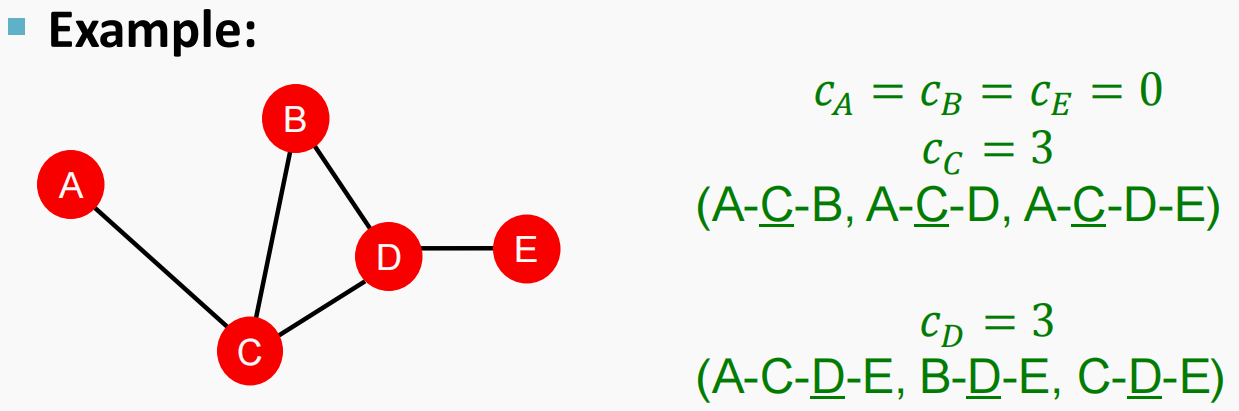 Example:
B
A
D
E
C
c_A = c_B = c_E = 0
c_C = 3
(A-C-B, A-C-D, A-C-D-E)
c_D = 3
(A-C-D-E, B-D-E, C-D-E)